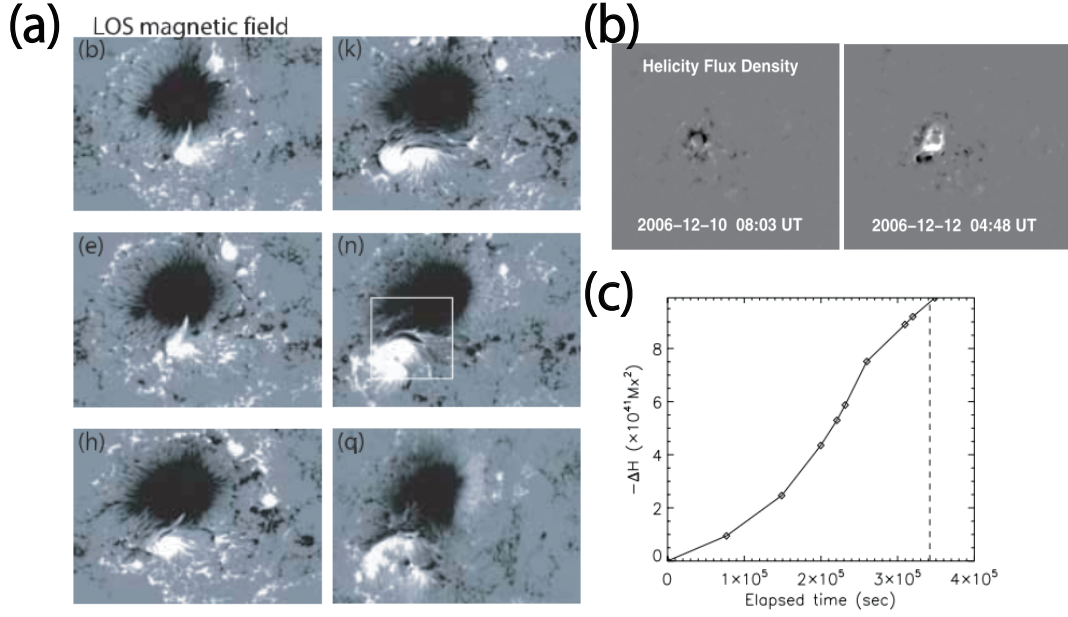 (a)
LOS magnetic field
(b)
(k)
(e)
(n)
(h)
(q)
(b)
Helicity Flux Density
2006–12–10 08:03 UT
2006–12–12 04:48 UT
(c)
−ΔH (×10⁴¹Mx²)
8
6
4
2
0
0 1×10⁵ 2×10⁵ 3×10⁵ 4×10⁵
Elapsed time (sec)